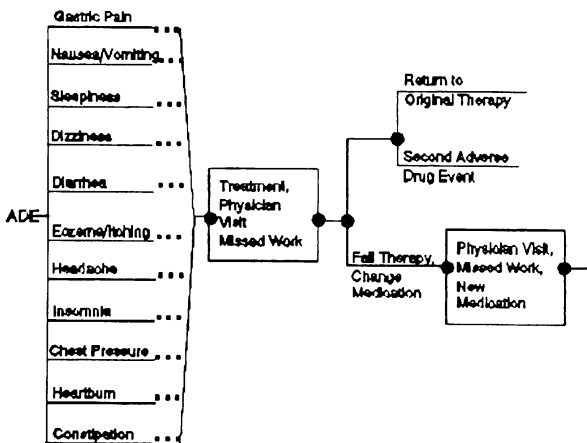 Gastric Pain
Nausea/Vomiting
Sleepiness
Dizziness
Diarrhea
ADE
Eczema/Itching
Headache
Insomnia
Chest Pressure
Heartburn
Constipation
Treatment,
Physician
Visit
Missed Work
Return to
Original Therapy
Second Adverse
Drug Event
Fail Therapy,
Change
Medication
Physician Visit,
Missed Work,
New
Medication